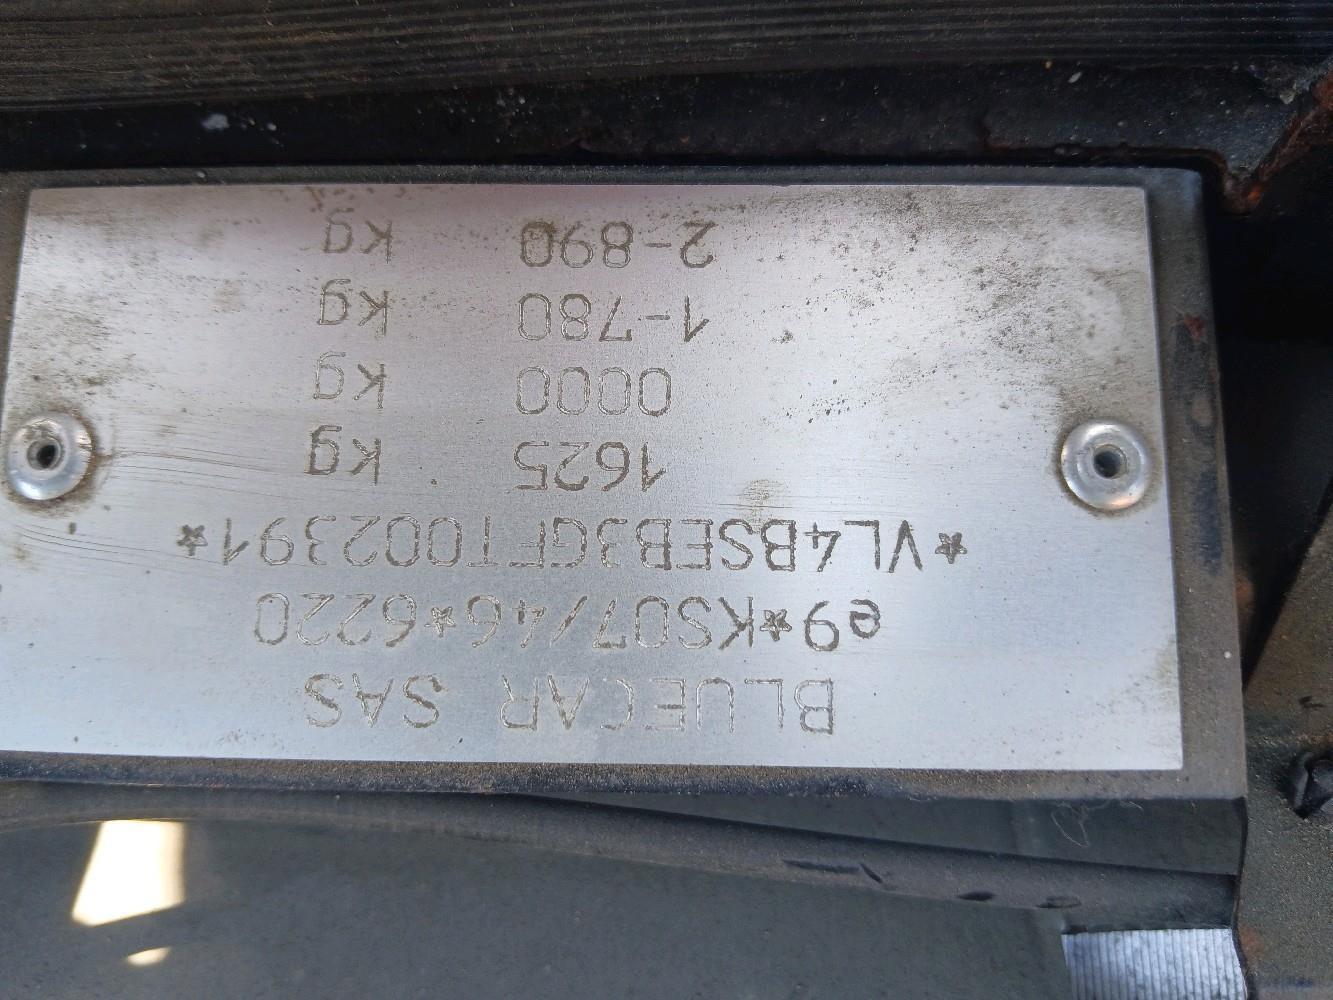 BLUECAR SAS
e9*KS07/46*6220
*VL4BSEB3GFT002391*
1625 kg
0000 kg
1-780 kg
2-890 kg